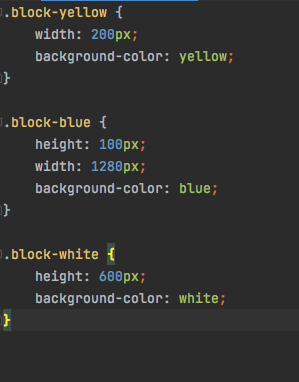 .block-yellow {
    width: 200px;
    background-color: yellow;
}

.block-blue {
    height: 100px;
    width: 1280px;
    background-color: blue;
}

.block-white {
    height: 600px;
    background-color: white;
}